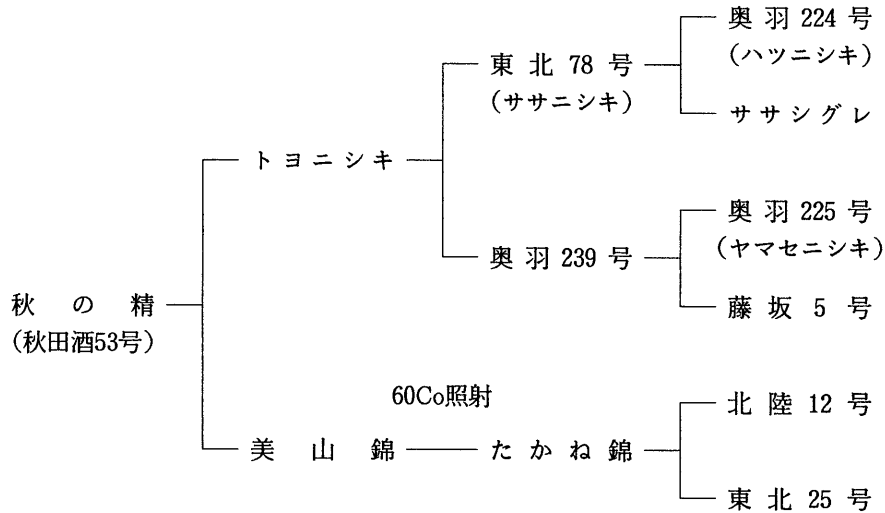 奥羽 224 号
(ハツニシキ)
東北 78 号
(ササニシキ)
ササシグレ
トヨニシキ
奥羽 225 号
(ヤマセニシキ)
奥羽 239 号
藤坂 5 号
秋の精
(秋田酒53号)
60Co照射
北陸 12 号
美山錦
たかね錦
東北 25 号